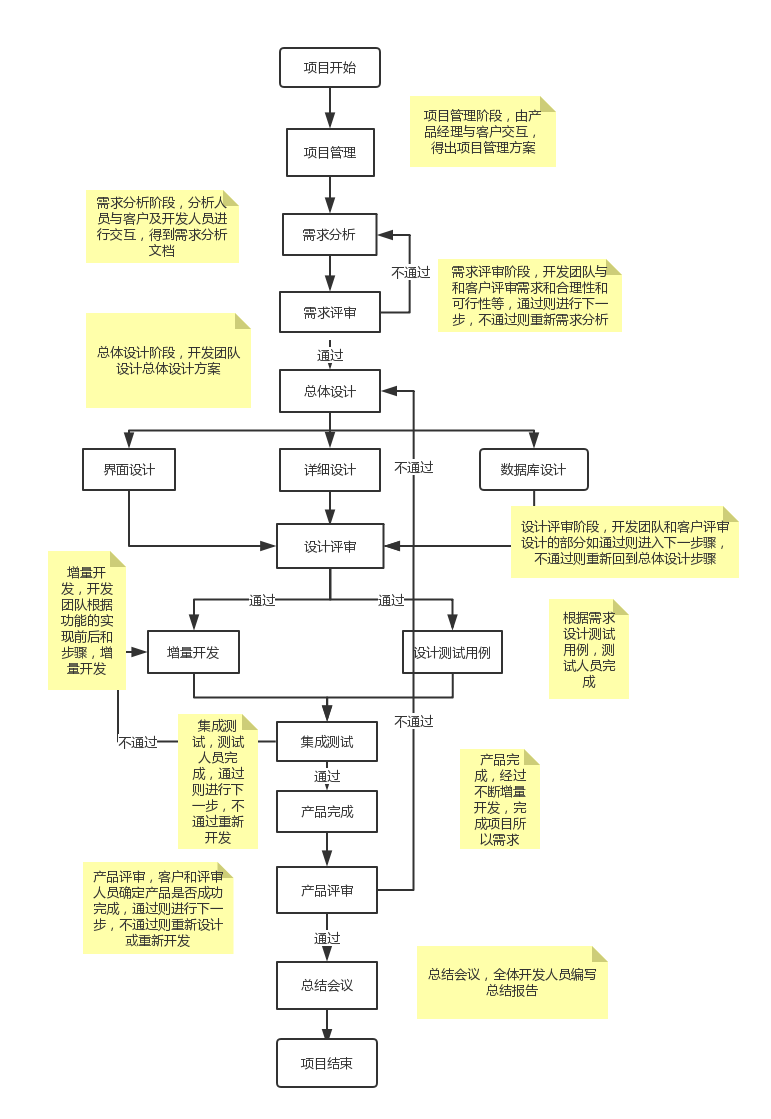 项目开始
项目管理阶段，由产
品经理与客户交互，
得出项目管理方案
项目管理
需求分析阶段，分析人
员与客户及开发人员进
行交互，得到需求分析
文档
需求分析
不通过
需求评审阶段，开发团队与
和客户评审需求和合理性和
可行性等，通过则进行下一
步，不通过则重新需求分析
需求评审
通过
总体设计阶段，开发团队
设计总体设计方案
总体设计
界面设计
详细设计
不通过
数据库设计
设计评审阶段，开发团队和客户评审
设计的部分如通过则进入下一步骤，
不通过则重新回到总体设计步骤
设计评审
增量开
发，开发
团队根据
功能的实
现前后和
步骤，增
量开发
通过
通过
根据需求
设计测试
用例，测
试人员完
成
增量开发
设计测试用例
不通过
集成测
试，测试
人员完
成，通过
则进行下
一步，不
通过重新
开发
集成测试
不通过
通过
产品完
成，经过
不断增量
开发，完
成项目所
以需求
产品完成
产品评审，客户和评审
人员确定产品是否成功
完成，通过则进行下一
步，不通过则重新设计
或重新开发
产品评审
通过
总结会议，全体开发人员编写
总结报告
总结会议
项目结束